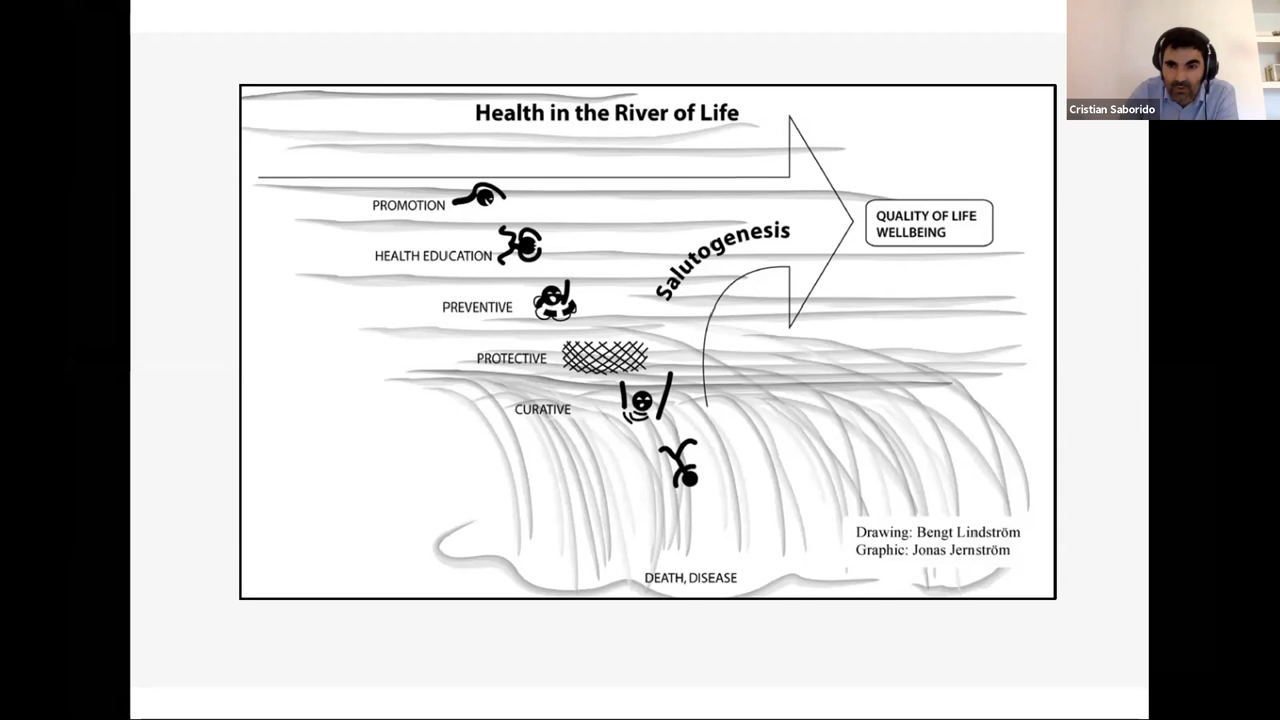 Health in the River of Life
PROMOTION
HEALTH EDUCATION
PREVENTIVE
PROTECTIVE
CURATIVE
Salutogenesis
QUALITY OF LIFE
WELLBEING
Drawing: Bengt Lindström
Graphic: Jonas Jernström
DEATH, DISEASE
Cristian Saborido